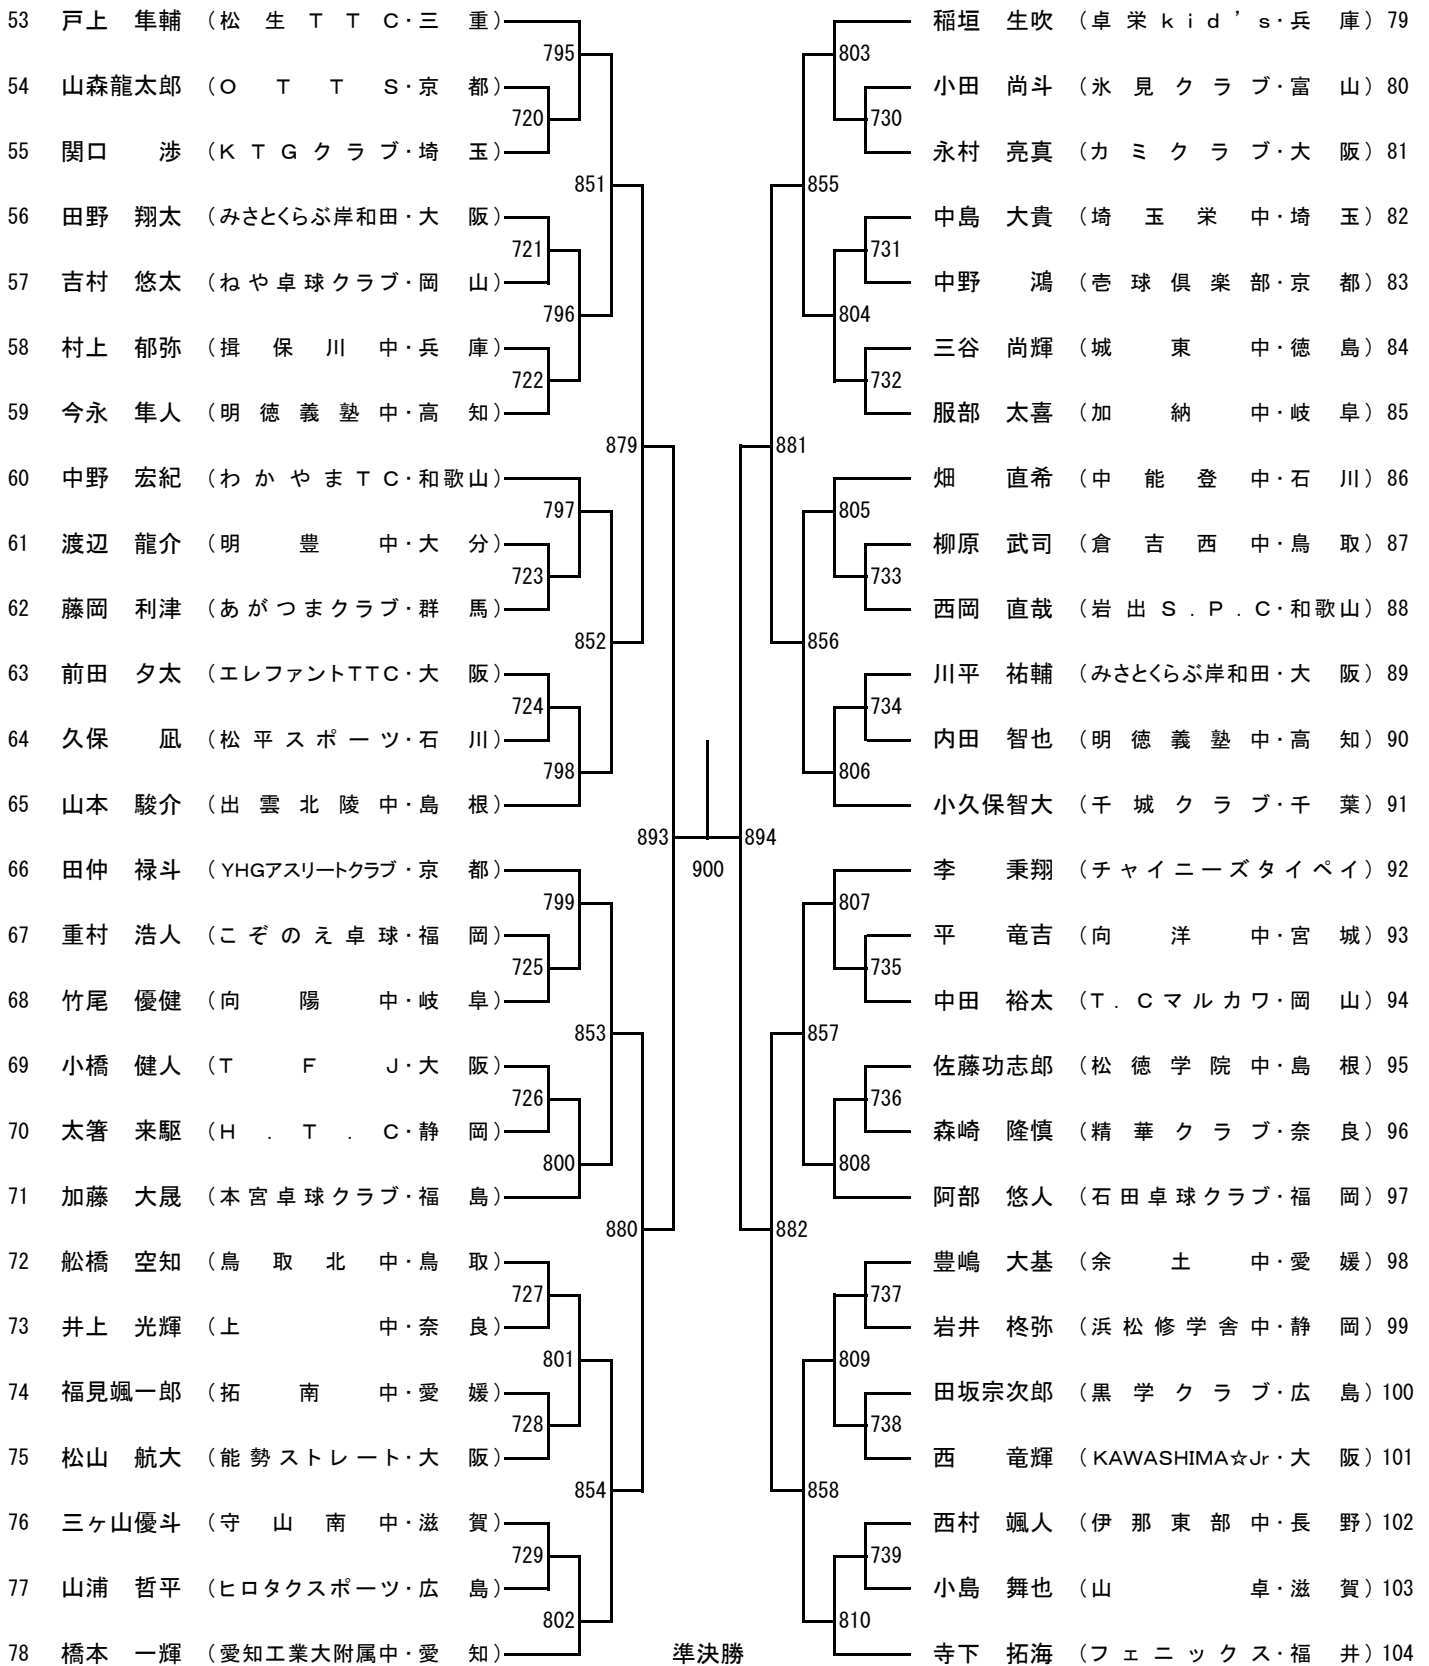 53 戸上 隼輔 (松生TTC・三重)
795
54 山森龍太郎 (OTTS・京都)
720
55 関口 渉 (KTGクラブ・埼玉)
851
56 田野 翔太 (みさとくらぶ岸和田・大阪)
721
57 吉村 悠太 (ねや卓球クラブ・岡山)
796
58 村上 郁弥 (揖保川中・兵庫)
722
59 今永 隼人 (明徳義塾中・高知)
879
60 中野 宏紀 (わかやまTC・和歌山)
797
61 渡辺 龍介 (明豊中・大分)
723
62 藤岡 利津 (あがつまクラブ・群馬)
852
63 前田 夕太 (エレファントTTC・大阪)
724
64 久保 凪 (松平スポーツ・石川)
798
65 山本 駿介 (出雲北陵中・島根)
893
66 田仲 禄斗 (YHGアスリートクラブ・京都)
799
67 重村 浩人 (こぞのえ卓球・福岡)
725
68 竹尾 優健 (向陽中・岐阜)
853
69 小橋 健人 (TFJ・大阪)
726
70 太箸 来駆 (H.T.C・静岡)
800
71 加藤 大晟 (本宮卓球クラブ・福島)
880
72 舩橋 空知 (鳥取北中・鳥取)
727
73 井上 光輝 (上中・奈良)
801
74 福見颯一郎 (拓南中・愛媛)
728
75 松山 航大 (能勢ストレート・大阪)
854
76 三ヶ山優斗 (守山南中・滋賀)
729
77 山浦 哲平 (ヒロタクスポーツ・広島)
802
78 橋本 一輝 (愛知工業大附属中・愛知)
900
準決勝
稲垣 生吹 (卓栄kid's・兵庫) 79
803
小田 尚斗 (氷見クラブ・富山) 80
730
永村 亮真 (カミクラブ・大阪) 81
855
中島 大貴 (埼玉栄中・埼玉) 82
731
中野 鴻 (壱球倶楽部・京都) 83
804
三谷 尚輝 (城東中・徳島) 84
732
服部 太喜 (加納中・岐阜) 85
881
畑 直希 (中能登中・石川) 86
805
柳原 武司 (倉吉西中・鳥取) 87
733
西岡 直哉 (岩出S.P.C・和歌山) 88
856
川平 祐輔 (みさとくらぶ岸和田・大阪) 89
734
内田 智也 (明徳義塾中・高知) 90
806
小久保智大 (千城クラブ・千葉) 91
894
李 秉翔 (チャイニーズタイペイ) 92
807
平 竜吉 (向洋中・宮城) 93
735
中田 裕太 (T.Cマルカワ・岡山) 94
857
佐藤功志郎 (松徳学院中・島根) 95
736
森崎 隆慎 (精華クラブ・奈良) 96
808
阿部 悠人 (石田卓球クラブ・福岡) 97
882
豊嶋 大基 (余土中・愛媛) 98
737
岩井 柊弥 (浜松修学舎中・静岡) 99
809
田坂宗次郎 (黒学クラブ・広島) 100
738
西 竜輝 (KAWASHIMA☆Jr・大阪) 101
858
西村 颯人 (伊那東部中・長野) 102
739
小島 舞也 (山卓・滋賀) 103
810
寺下 拓海 (フェニックス・福井) 104